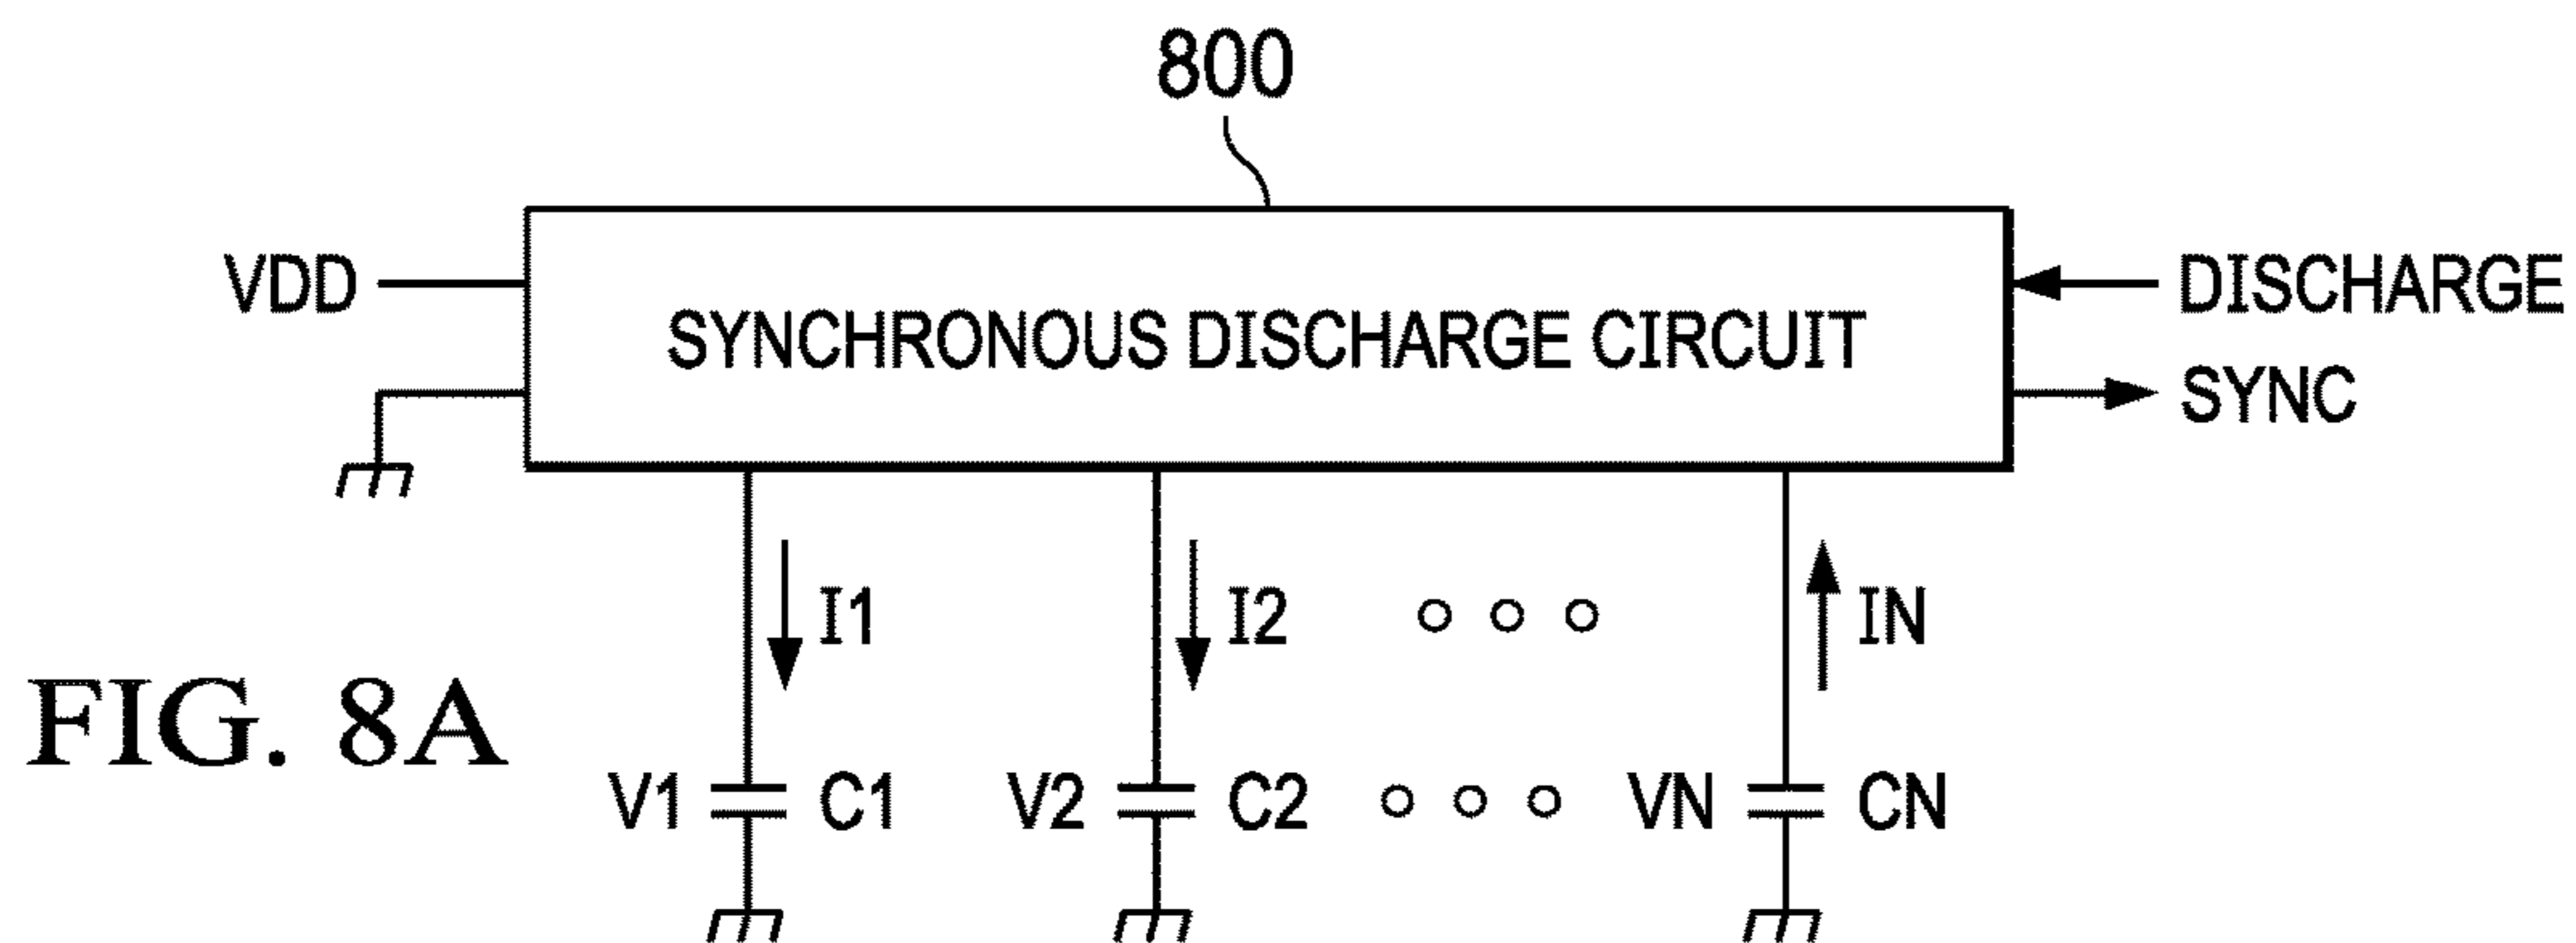 800
VDD
SYNCHRONOUS DISCHARGE CIRCUIT
DISCHARGE
SYNC
I1
I2
IN
FIG. 8A
V1
C1
V2
C2
VN
CN